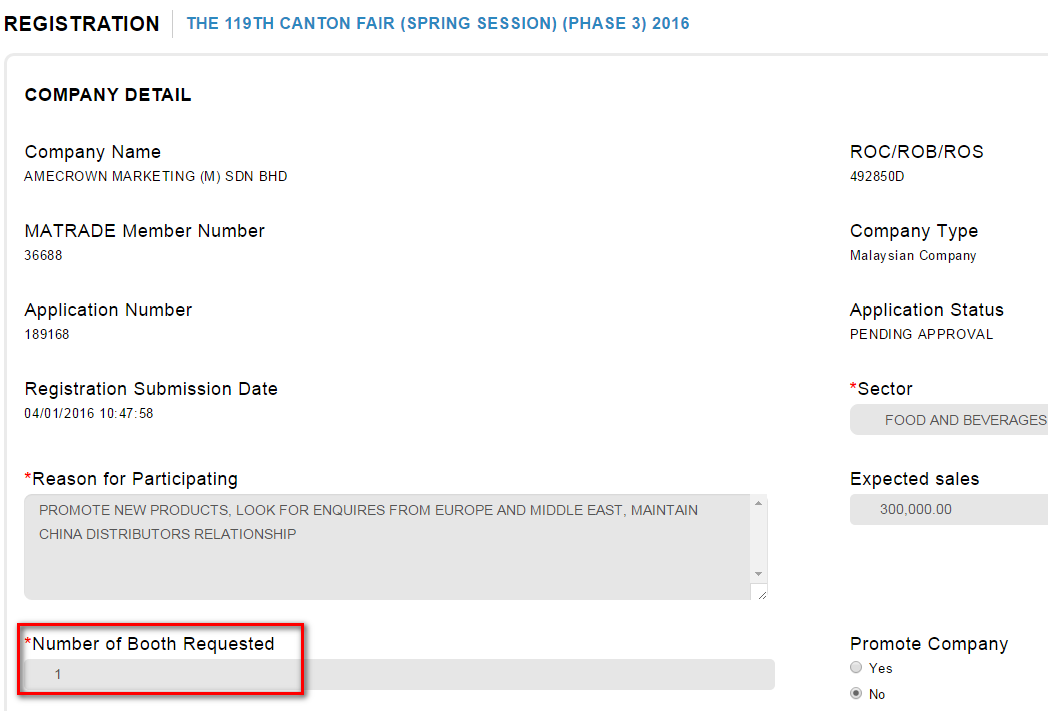 REGISTRATION THE 119TH CANTON FAIR (SPRING SESSION) (PHASE 3) 2016
COMPANY DETAIL
Company Name ROC/ROB/ROS
AMECROWN MARKETING (M) SDN BHD 492850D
MATRADE Member Number Company Type
36688 Malaysian Company
Application Number Application Status
189168 PENDING APPROVAL
Registration Submission Date *Sector
04/01/2016 10:47:58 FOOD AND BEVERAGES
*Reason for Participating Expected sales
PROMOTE NEW PRODUCTS, LOOK FOR ENQUIRES FROM EUROPE AND MIDDLE EAST, MAINTAIN 300,000.00
CHINA DISTRIBUTORS RELATIONSHIP
*Number of Booth Requested Promote Company
1 Yes
No